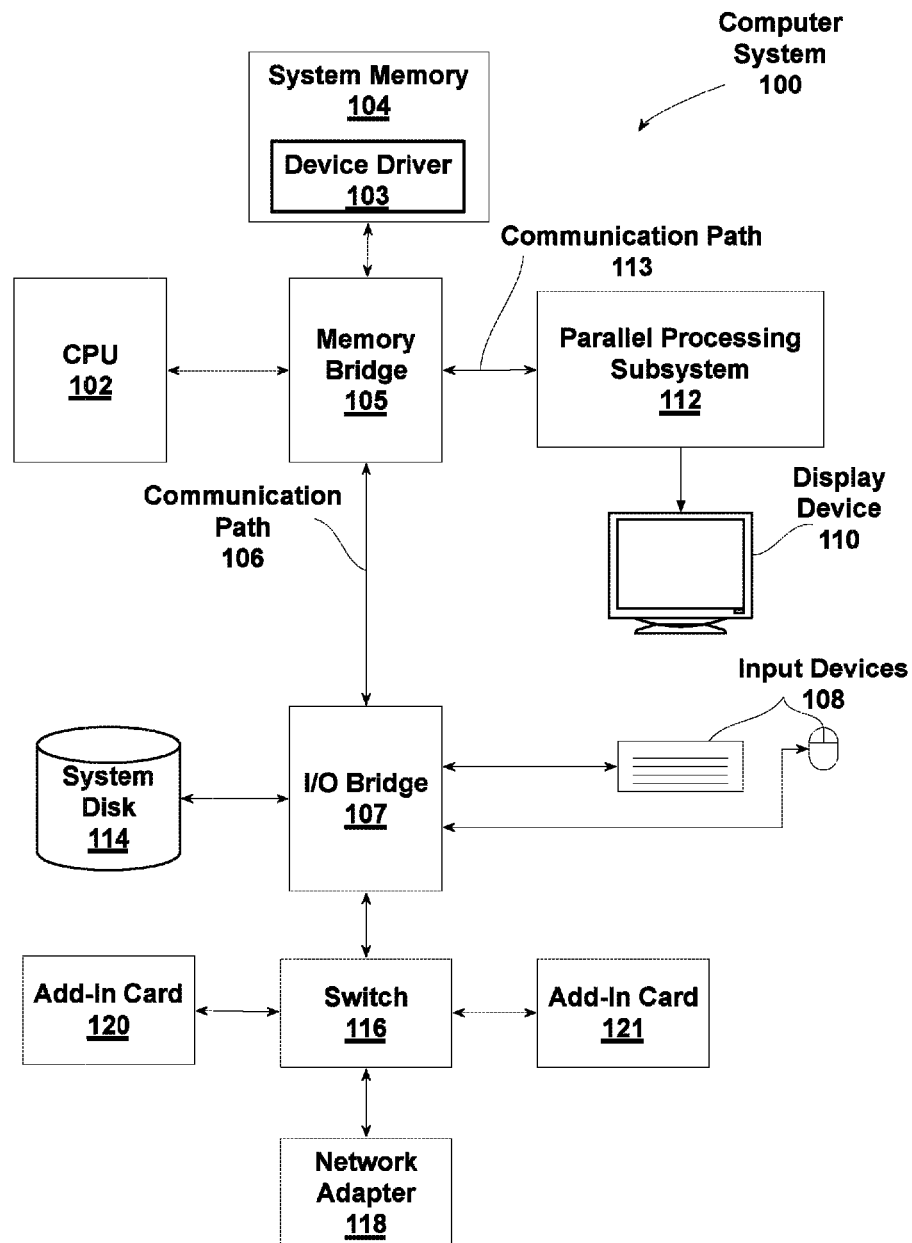 Computer
System
100
System Memory
104
Device Driver
103
Communication Path
113
CPU
102
Memory
Bridge
105
Parallel Processing
Subsystem
112
Communication
Path
106
Display
Device
110
Input Devices
108
System
Disk
114
I/O Bridge
107
Add-In Card
120
Switch
116
Add-In Card
121
Network
Adapter
118